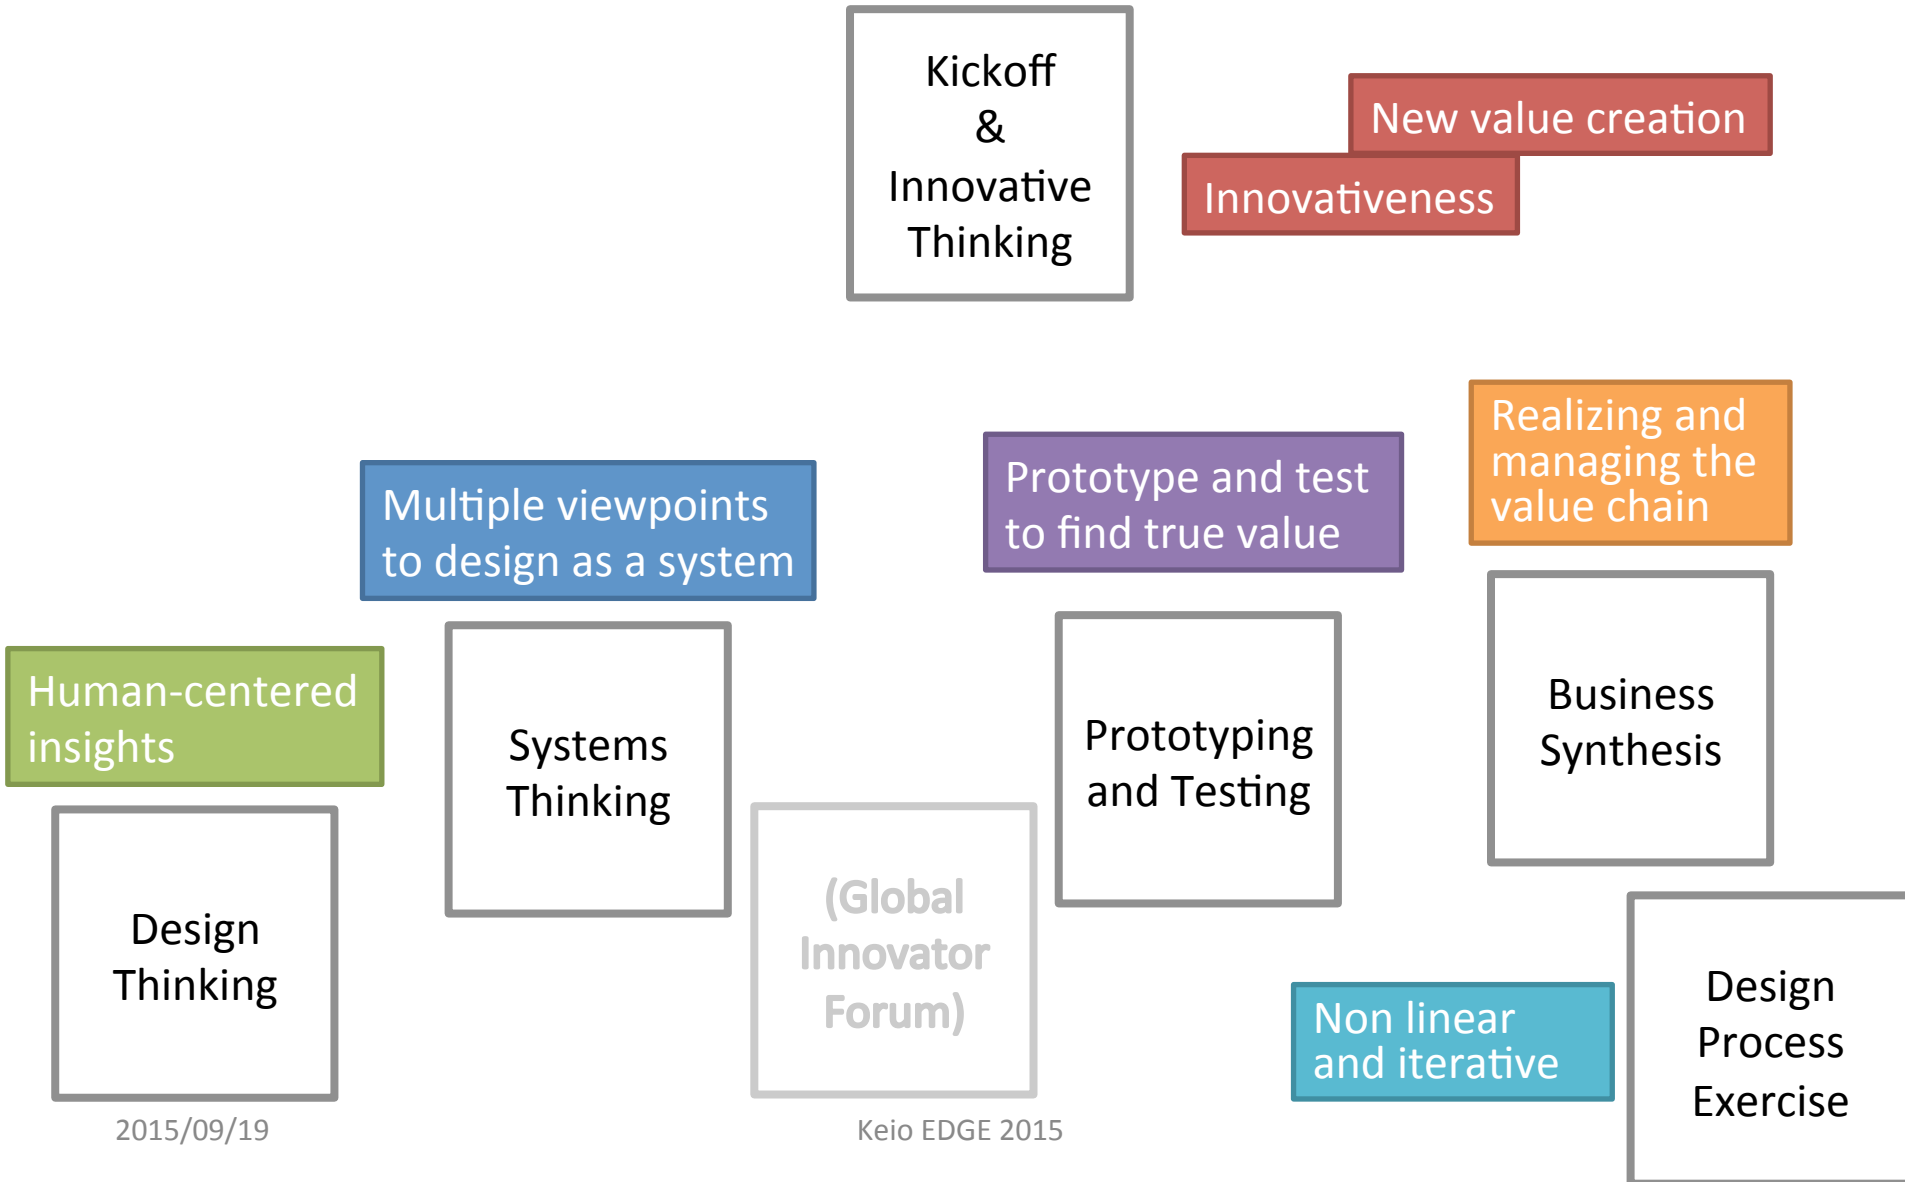 Kickoff
&
Innovative
Thinking
New value creation
Innovativeness
Human-centered
insights
Design
Thinking
Multiple viewpoints
to design as a system
Systems
Thinking
(Global
Innovator
Forum)
Prototype and test
to find true value
Prototyping
and Testing
Realizing and
managing the
value chain
Business
Synthesis
Non linear
and iterative
Design
Process
Exercise
2015/09/19
Keio EDGE 2015